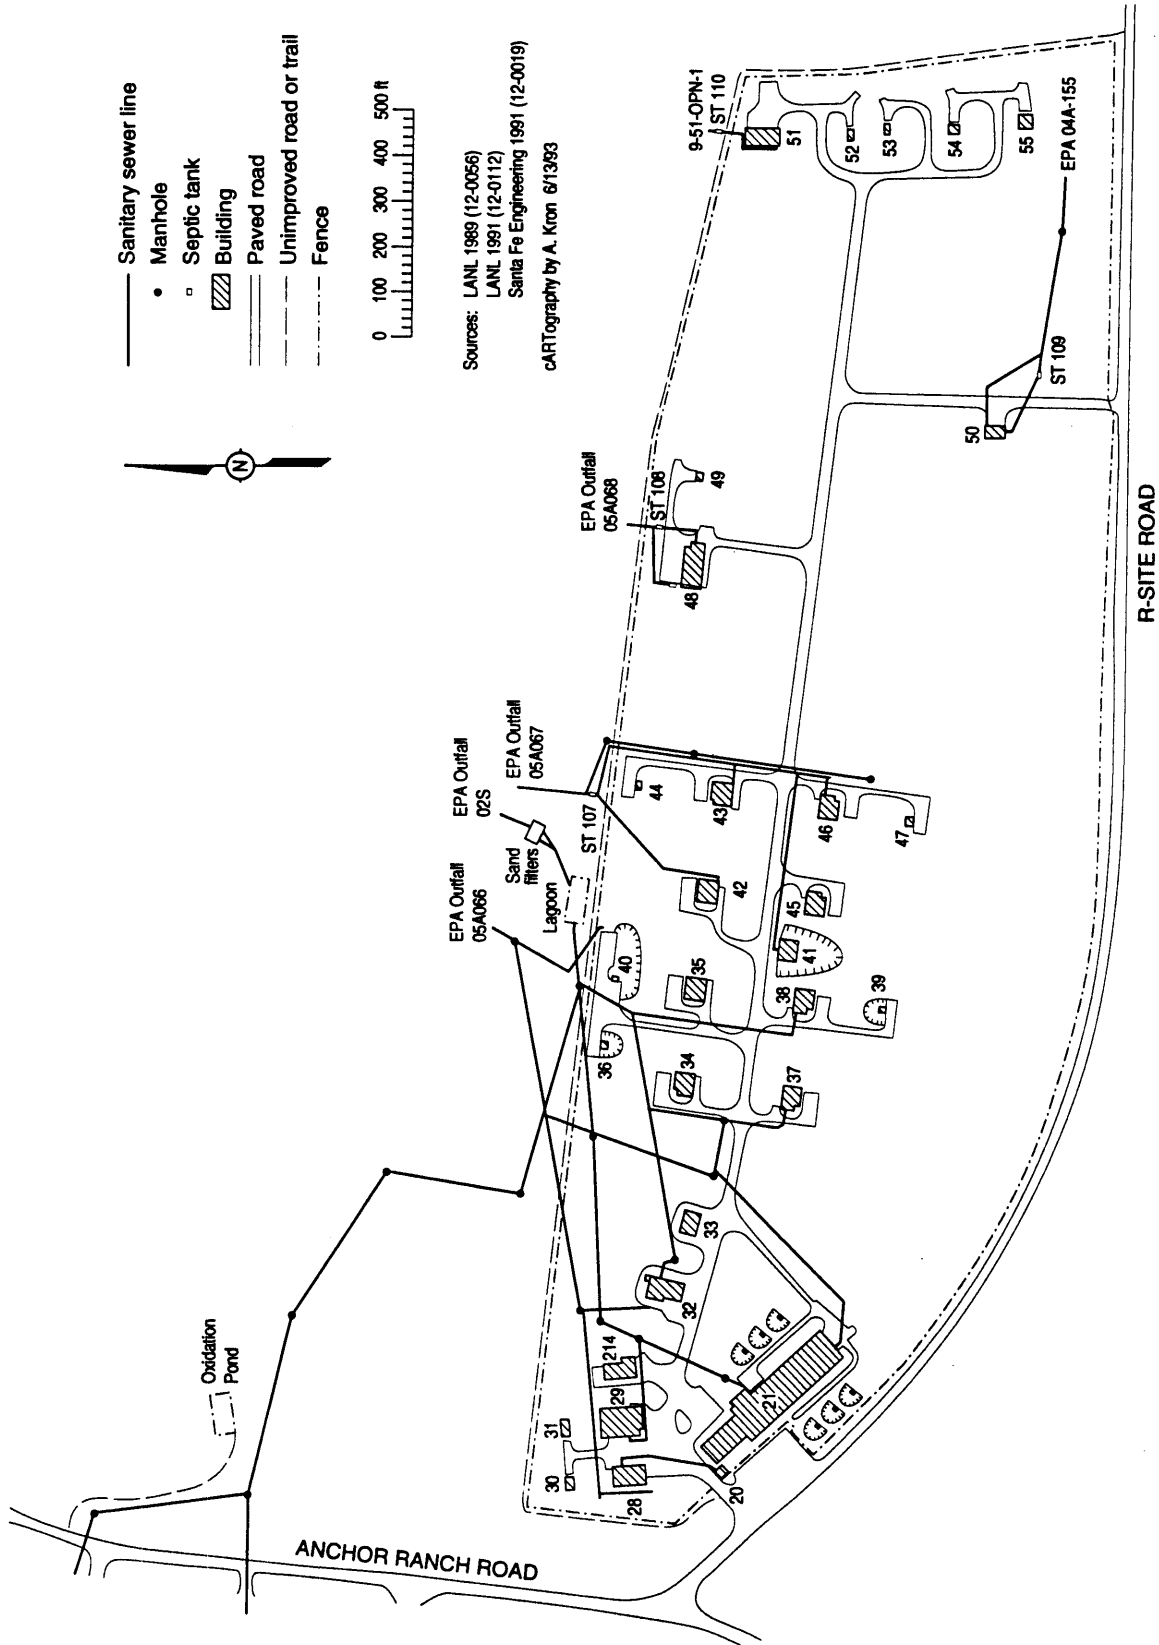 Sanitary sewer line
Manhole
Septic tank
Building
Paved road
Unimproved road or trail
Fence
0 100 200 300 400 500 ft
Sources: LANL 1989 (12-0056)
LANL 1991 (12-0112)
Santa Fe Engineering 1991 (12-0019)
cARTography by A. Kron 6/13/93
N
Oxidation
Pond
ANCHOR RANCH ROAD
EPA Outfall
05A066
EPA Outfall
02S
EPA Outfall
05A067
EPA Outfall
05A068
9-51-OPN-1
ST 110
Sand
filters
Lagoon
ST 107
ST 108
ST 109
EPA 04A-155
20
21
28
29
30
31
214
32
33
34
35
36
37
38
39
40
41
42
43
44
45
46
47
48
49
50
51
52
53
54
55
R-SITE ROAD